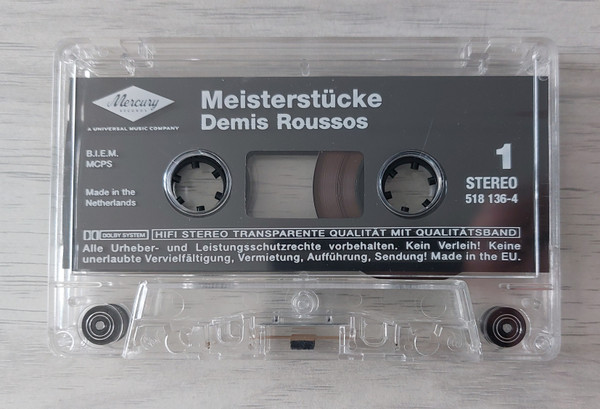 Mercury
RECORDS
A UNIVERSAL MUSIC COMPANY
Meisterstücke
Demis Roussos
B.I.E.M.
MCPS
1
STEREO
518 136-4
Made in the
Netherlands
DOLBY SYSTEM HIFI STEREO TRANSPARENTE QUALITÄT MIT QUALITÄTSBAND
Alle Urheber- und Leistungsschutzrechte vorbehalten. Kein Verleih! Keine
unerlaubte Vervielfältigung, Vermietung, Aufführung, Sendung! Made in the EU.